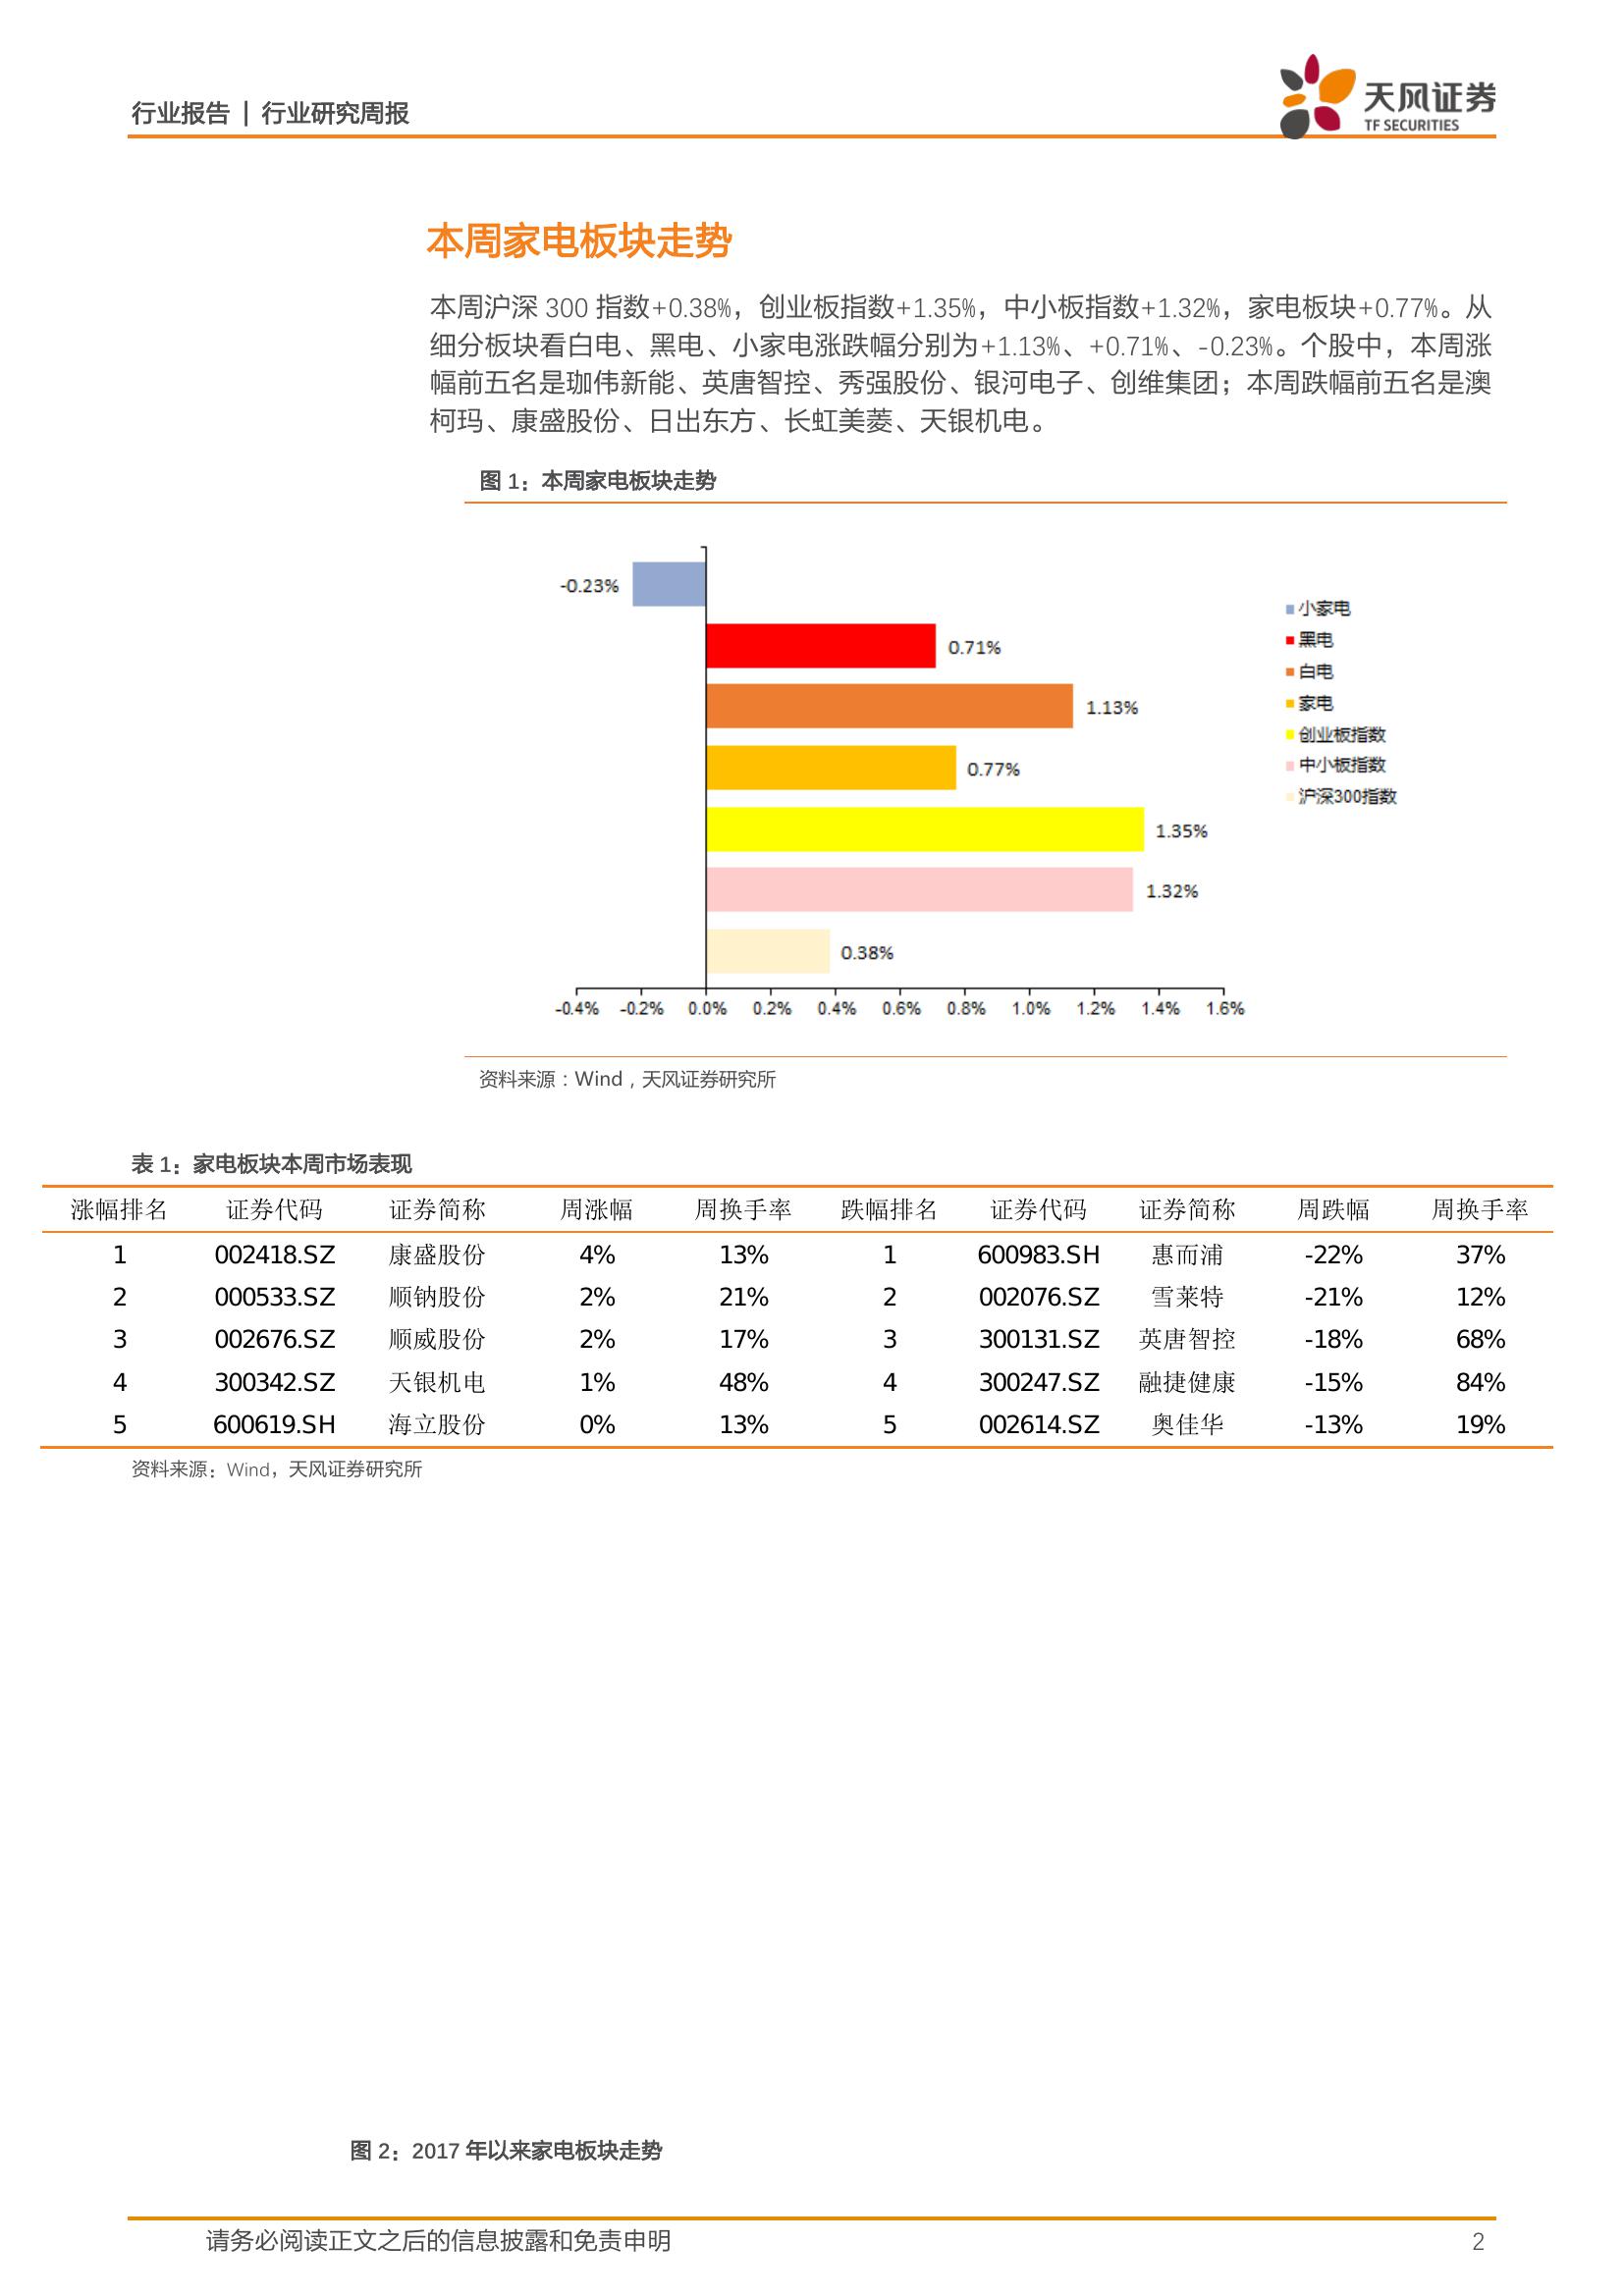 行业报告 | 行业研究周报
天风证券
TF SECURITIES
本周家电板块走势
本周沪深 300 指数+0.38%，创业板指数+1.35%，中小板指数+1.32%，家电板块+0.77%。从
细分板块看白电、黑电、小家电涨跌幅分别为+1.13%、+0.71%、-0.23%。个股中，本周涨
幅前五名是珈伟新能、英唐智控、秀强股份、银河电子、创维集团；本周跌幅前五名是澳
柯玛、康盛股份、日出东方、长虹美菱、天银机电。
图 1：本周家电板块走势
-0.23%
0.71%
1.13%
0.77%
1.35%
1.32%
0.38%
-0.4% -0.2% 0.0% 0.2% 0.4% 0.6% 0.8% 1.0% 1.2% 1.4% 1.6%
小家电
黑电
白电
家电
创业板指数
中小板指数
沪深300指数
资料来源：Wind，天风证券研究所
表 1：家电板块本周市场表现
涨幅排名 证券代码 证券简称 周涨幅 周换手率 跌幅排名 证券代码 证券简称 周跌幅 周换手率
1 002418.SZ 康盛股份 4% 13% 1 600983.SH 惠而浦 -22% 37%
2 000533.SZ 顺钠股份 2% 21% 2 002076.SZ 雪莱特 -21% 12%
3 002676.SZ 顺威股份 2% 17% 3 300131.SZ 英唐智控 -18% 68%
4 300342.SZ 天银机电 1% 48% 4 300247.SZ 融捷健康 -15% 84%
5 600619.SH 海立股份 0% 13% 5 002614.SZ 奥佳华 -13% 19%
资料来源：Wind，天风证券研究所
图 2：2017 年以来家电板块走势
请务必阅读正文之后的信息披露和免责申明 2